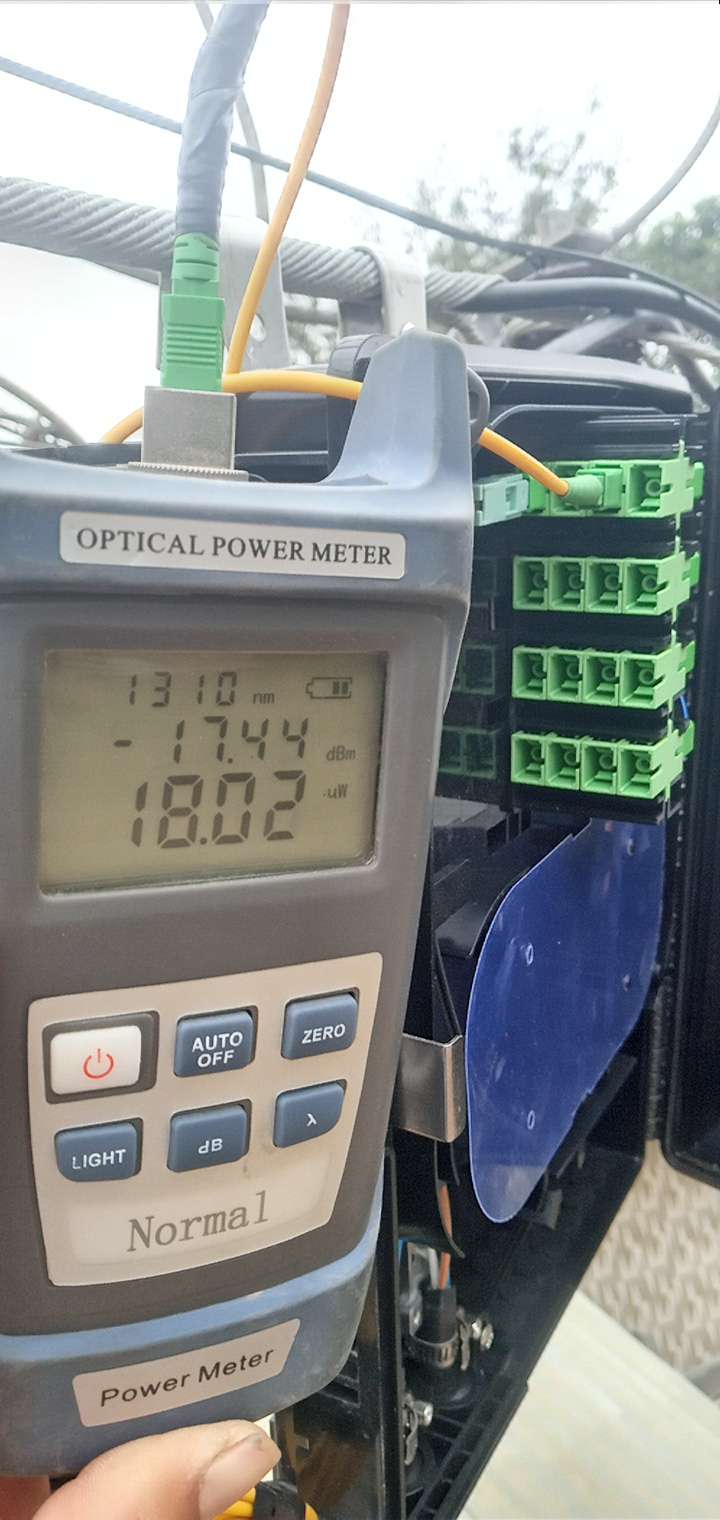 OPTICAL POWER METER
1310 nm
-17.44 dBm
18.02 uW
AUTO OFF
ZERO
LIGHT
dB
λ
Normal
Power Meter